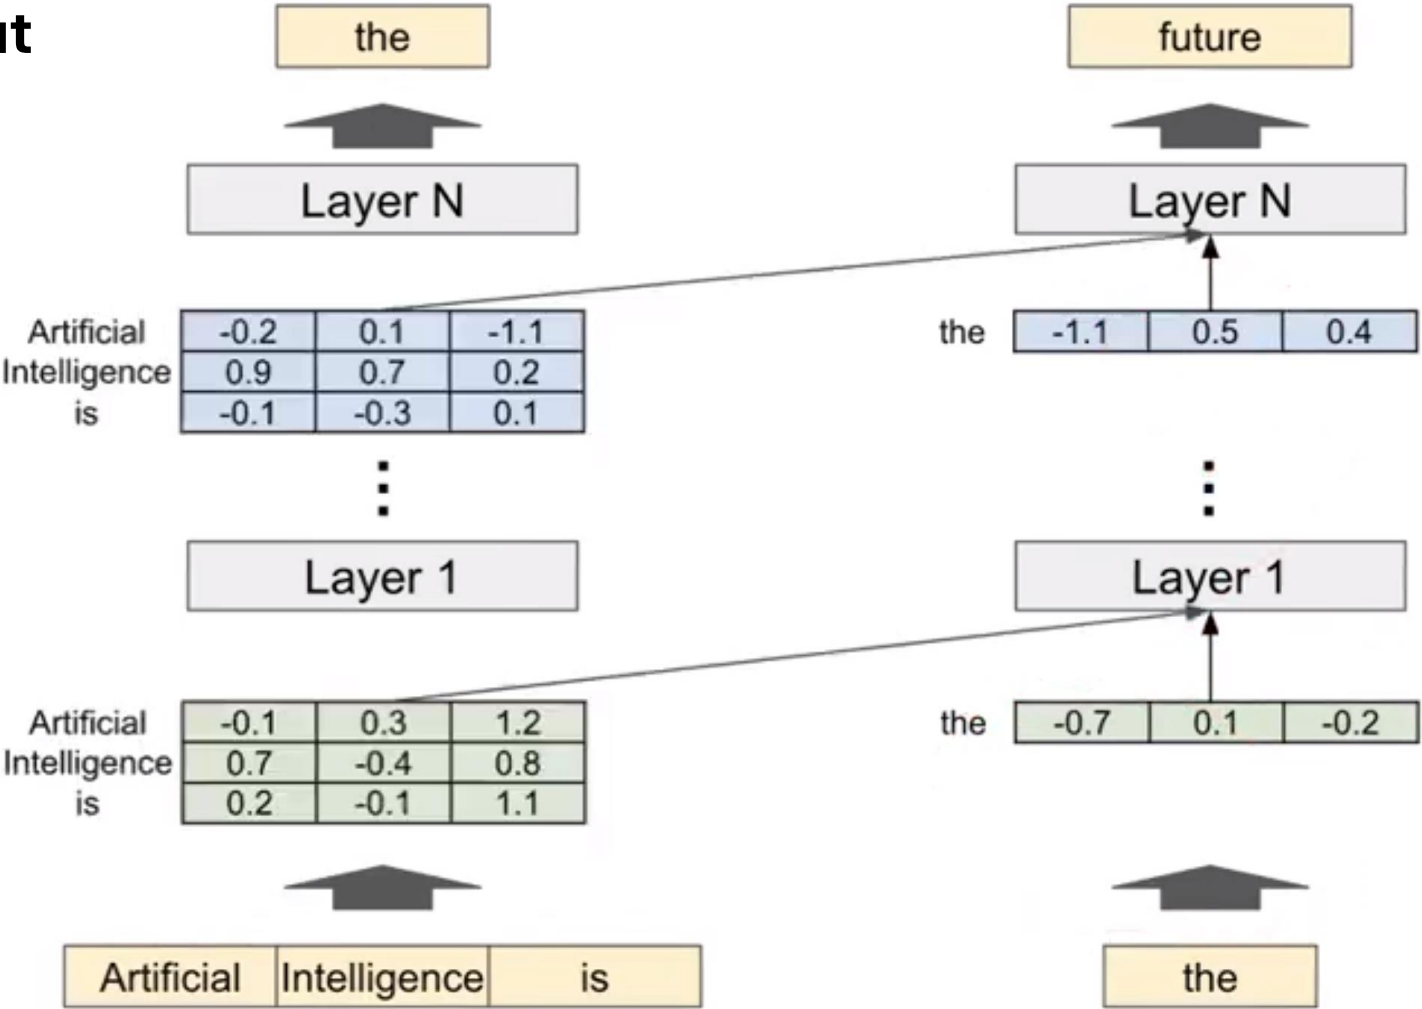 the future
Layer N Layer N
Artificial -0.2 0.1 -1.1 the -1.1 0.5 0.4
Intelligence 0.9 0.7 0.2
is -0.1 -0.3 0.1
Layer 1 Layer 1
Artificial -0.1 0.3 1.2 the -0.7 0.1 -0.2
Intelligence 0.7 -0.4 0.8
is 0.2 -0.1 1.1
Artificial Intelligence is the